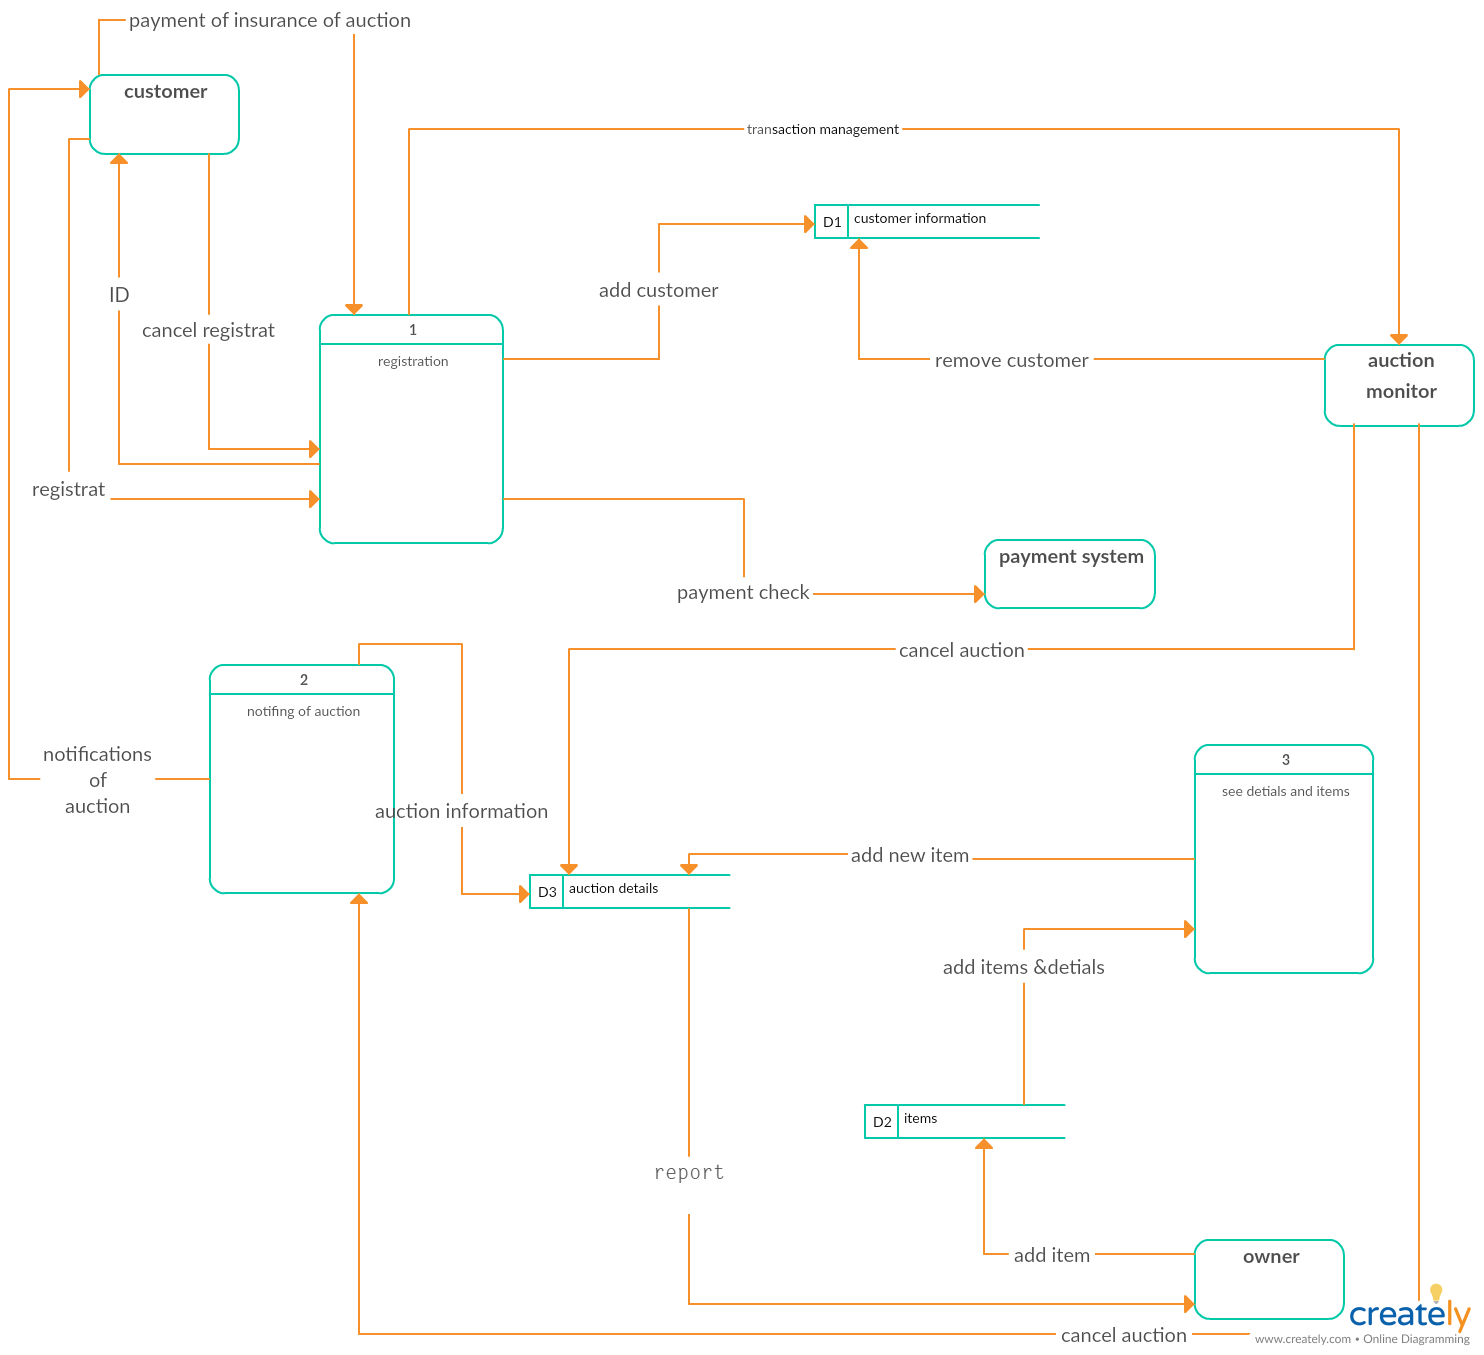 payment of insurance of auction
customer
transaction management
D1
customer information
ID
add customer
cancel registrat
1
registration
remove customer
auction
monitor
registrat
payment system
payment check
cancel auction
2
notifing of auction
notifications
of
auction
auction information
3
see detials and items
add new item
D3
auction details
add items &detials
D2
items
report
add item
owner
cancel auction
creately
www.creately.com • Online Diagramming